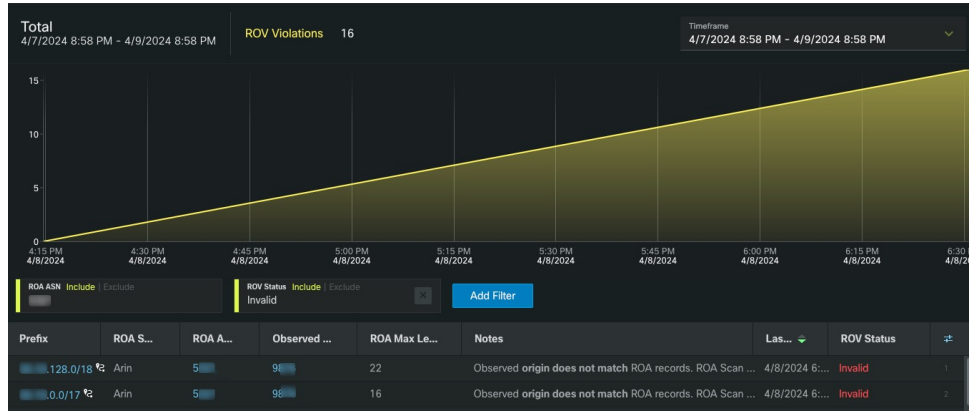 Total
4/7/2024 8:58 PM - 4/9/2024 8:58 PM
ROV Violations 16
Timeframe
4/7/2024 8:58 PM - 4/9/2024 8:58 PM
15
10
5
0
4:15 PM 4:30 PM 4:45 PM 5:00 PM 5:15 PM 5:30 PM 5:45 PM 6:00 PM 6:15 PM 6:30
4/8/2024 4/8/2024 4/8/2024 4/8/2024 4/8/2024 4/8/2024 4/8/2024 4/8/2024 4/8/2024 4/8/2
ROA ASN Include | Exclude
ROV Status Include | Exclude
Invalid
Add Filter
Prefix ROA S... ROA A... Observed ... ROA Max Le... Notes Las... ROV Status
.128.0/18 Arin 5 98 22 Observed origin does not match ROA records. ROA Scan ... 4/8/2024 6:... Invalid 1
.0.0/17 Arin 5 98 16 Observed origin does not match ROA records. ROA Scan ... 4/8/2024 6:... Invalid 2